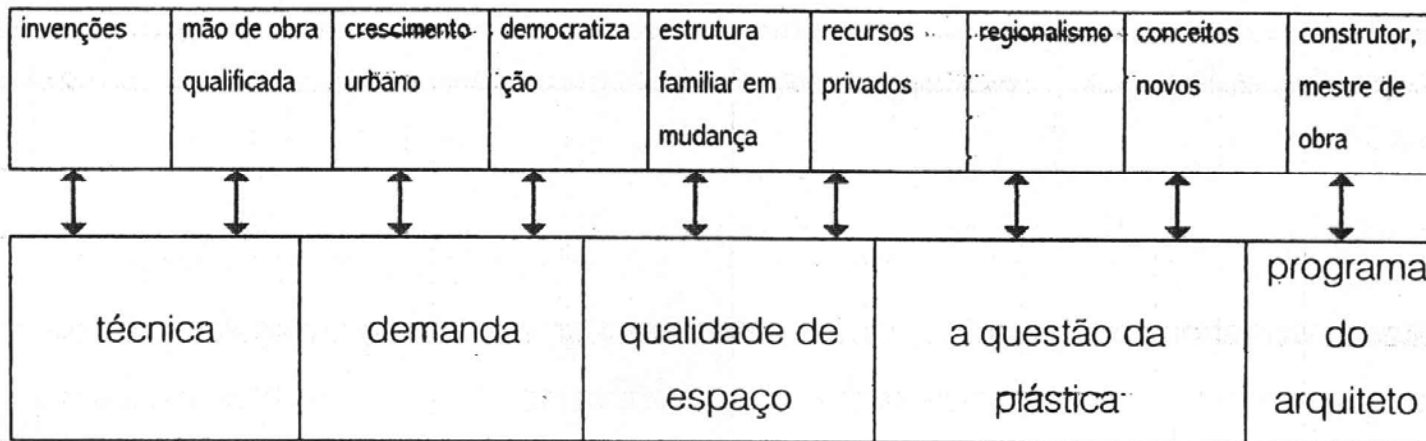 invenções
mão de obra
qualificada
crescimento
urbano
democratiza
ção
estrutura
familiar em
mudança
recursos
privados
regionalismo
conceitos
novos
construtor,
mestre de
obra
técnica
demanda
qualidade de
espaço
a questão da
plástica
programa
do
arquiteto